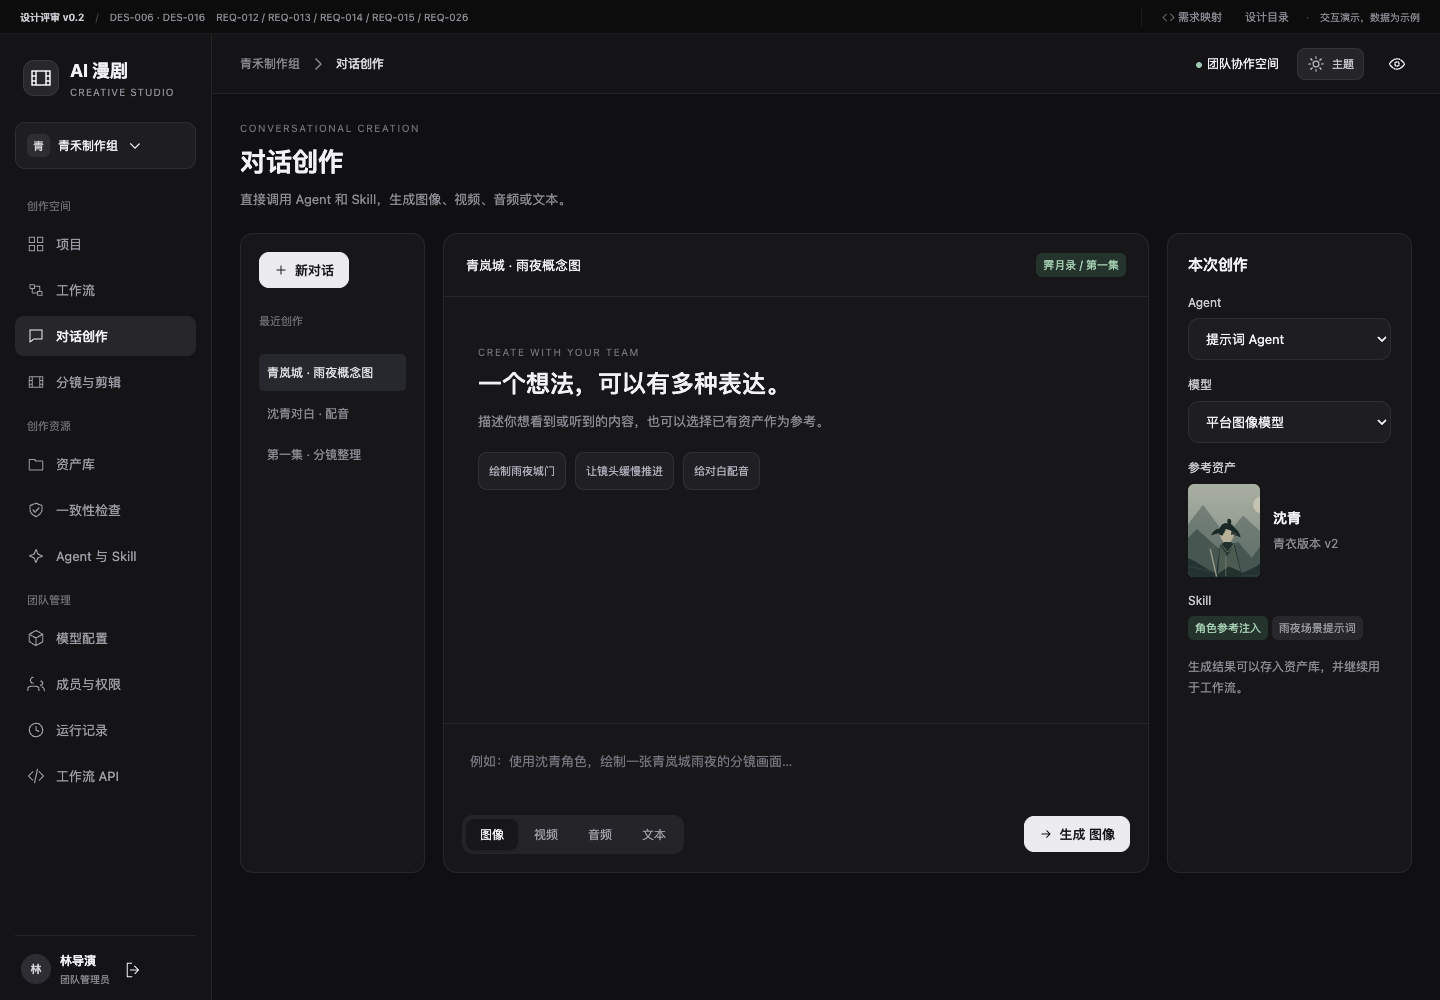 设计评审 v0.2 / DES-006 · DES-016 REQ-012 / REQ-013 / REQ-014 / REQ-015 / REQ-026
需求映射 设计目录 · 交互演示，数据为示例
AI 漫剧
CREATIVE STUDIO
青 青禾制作组
创作空间
项目
工作流
对话创作
分镜与剪辑
创作资源
资产库
一致性检查
Agent 与 Skill
团队管理
模型配置
成员与权限
运行记录
工作流 API
林 林导演
团队管理员
青禾制作组 > 对话创作
团队协作空间
主题
CONVERSATIONAL CREATION
对话创作
直接调用 Agent 和 Skill，生成图像、视频、音频或文本。
+ 新对话
最近创作
青岚城 · 雨夜概念图
沈青对白 · 配音
第一集 · 分镜整理
青岚城 · 雨夜概念图
霁月录 / 第一集
CREATE WITH YOUR TEAM
一个想法，可以有多种表达。
描述你想看到或听到的内容，也可以选择已有资产作为参考。
绘制雨夜城门 让镜头缓慢推进 给对白配音
例如：使用沈青角色，绘制一张青岚城雨夜的分镜画面...
图像 视频 音频 文本
→ 生成 图像
本次创作
Agent
提示词 Agent
模型
平台图像模型
参考资产
沈青
青衣版本 v2
Skill
角色参考注入 雨夜场景提示词
生成结果可以存入资产库，并继续用
于工作流。